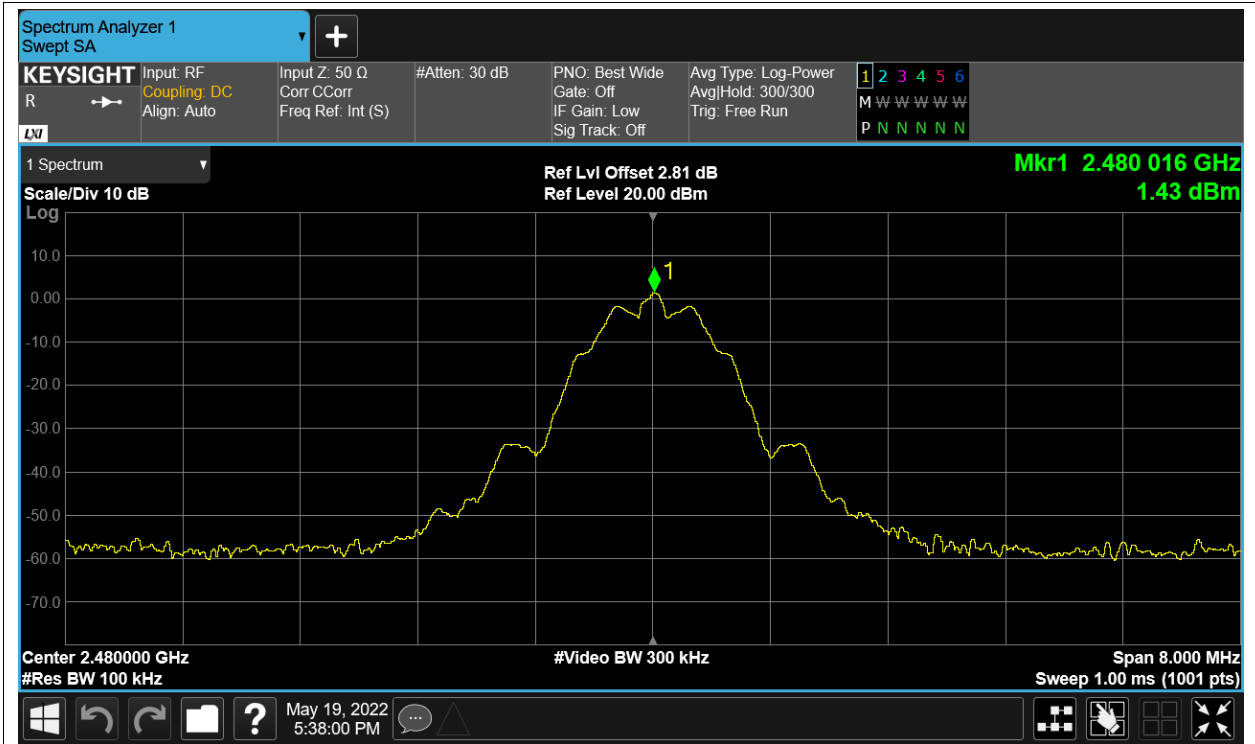 Spectrum Analyzer 1
Swept SA
KEYSIGHT
R
LXI
Input: RF
Coupling: DC
Align: Auto
Input Z: 50 Ω
Corr CCorr
Freq Ref: Int (S)
#Atten: 30 dB
PNO: Best Wide
Gate: Off
IF Gain: Low
Sig Track: Off
Avg Type: Log-Power
Avg|Hold: 300/300
Trig: Free Run
1 2 3 4 5 6
M W W W W W
P N N N N N
1 Spectrum
Scale/Div 10 dB
Ref Lvl Offset 2.81 dB
Ref Level 20.00 dBm
Mkr1 2.480 016 GHz
1.43 dBm
Log
10.0
0.00
-10.0
-20.0
-30.0
-40.0
-50.0
-60.0
-70.0
1
Center 2.480000 GHz
#Res BW 100 kHz
#Video BW 300 kHz
Span 8.000 MHz
Sweep 1.00 ms (1001 pts)
?
May 19, 2022
5:38:00 PM